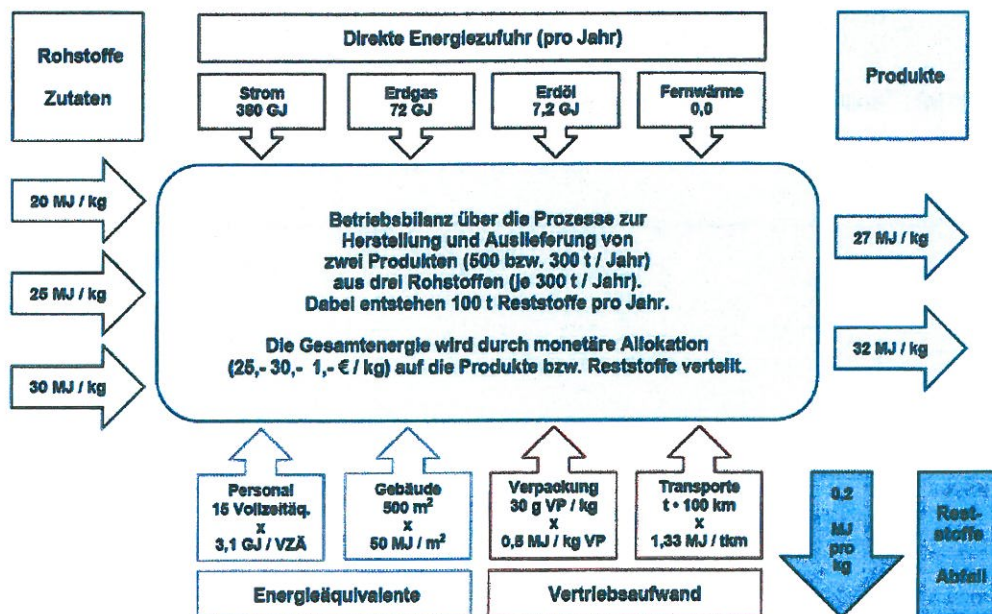 Rohstoffe
Zutaten
Direkte Energiezufuhr (pro Jahr)
Produkte
Strom
380 GJ
Erdgas
72 GJ
Erdöl
7,2 GJ
Fernwärme
0,0
20 MJ / kg
25 MJ / kg
30 MJ / kg
Betriebsbilanz über die Prozesse zur
Herstellung und Auslieferung von
zwei Produkten (500 bzw. 300 t / Jahr)
aus drei Rohstoffen (je 300 t / Jahr).
Dabei entstehen 100 t Reststoffe pro Jahr.
Die Gesamtenergie wird durch monetäre Allokation
(25,- 30,- 1,- € / kg) auf die Produkte bzw. Reststoffe verteilt.
27 MJ / kg
32 MJ / kg
Personal
15 Vollzeitäq.
x
3,1 GJ / VZÄ
Gebäude
500 m²
x
50 MJ / m²
Verpackung
30 g VP / kg
x
0,5 MJ / kg VP
Transporte
t • 100 km
x
1,33 MJ / tkm
Energieäquivalente
Vertriebsaufwand
0,2
MJ
pro
kg
Rest-
stoffe
Abfall